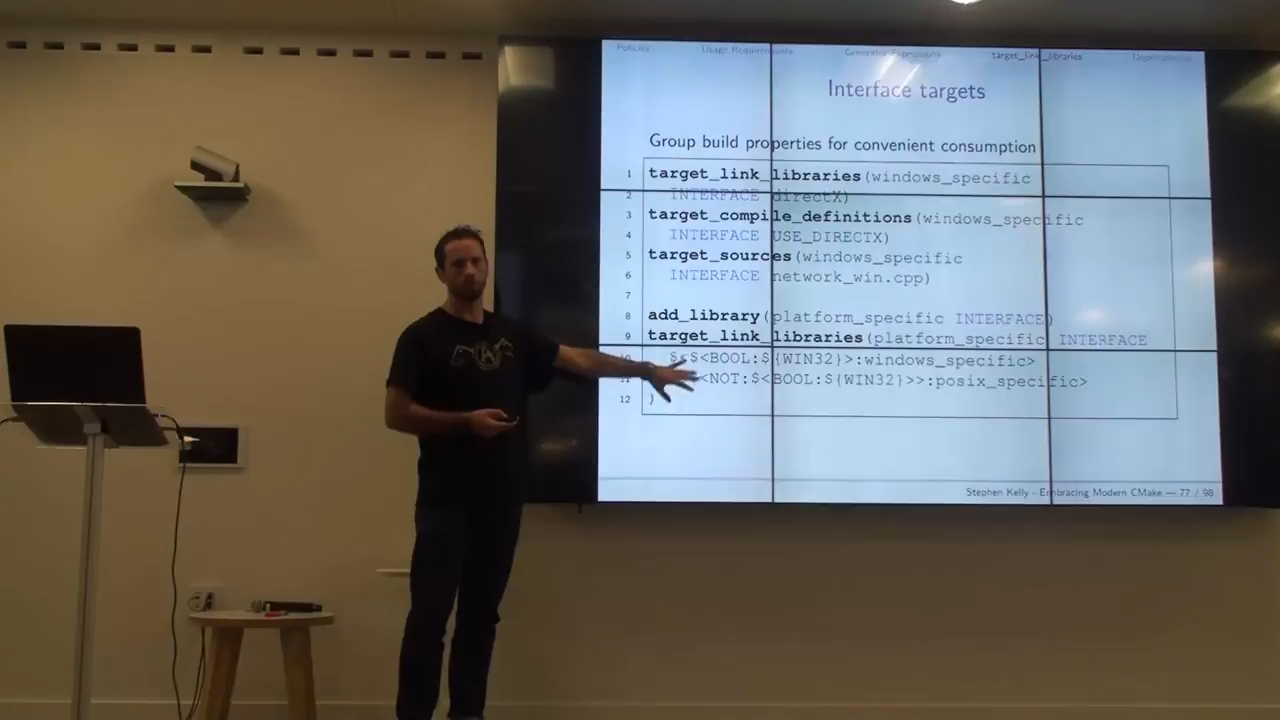 Policies Usage Requirements Generator Expressions target_link_libraries
Interface targets
Group build properties for convenient consumption
1 target_link_libraries(windows_specific
2 INTERFACE directX)
3 target_compile_definitions(windows_specific
4 INTERFACE USE_DIRECTX)
5 target_sources(windows_specific
6 INTERFACE network_win.cpp)
7
8 add_library(platform_specific INTERFACE)
9 target_link_libraries(platform_specific INTERFACE
10 $<$<BOOL:${WIN32}>:windows_specific>
11 <NOT:$<BOOL:${WIN32}>>:posix_specific>
12 )
Stephen Kelly - Embracing Modern CMake — 77 / 98